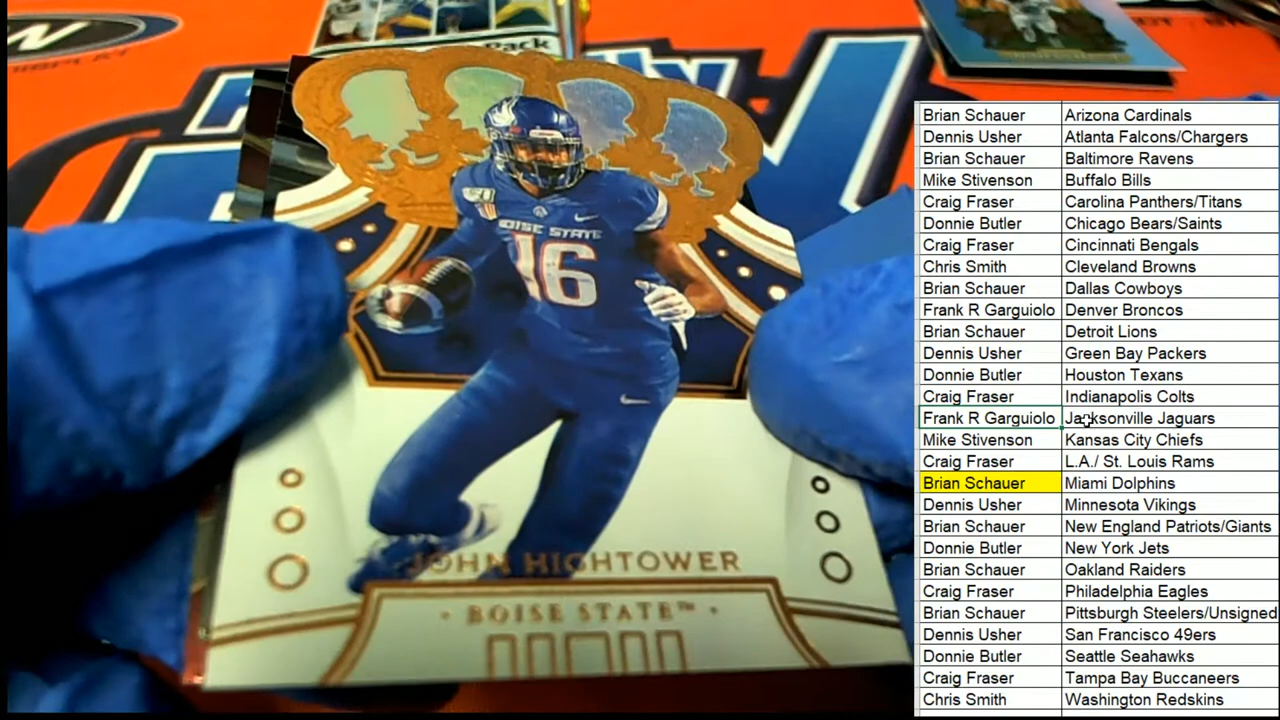 Pack
BOISE STATE
16
JOHN HIGHTOWER
• BOISE STATE™ •
Brian Schauer Arizona Cardinals
Dennis Usher Atlanta Falcons/Chargers
Brian Schauer Baltimore Ravens
Mike Stivenson Buffalo Bills
Craig Fraser Carolina Panthers/Titans
Donnie Butler Chicago Bears/Saints
Craig Fraser Cincinnati Bengals
Chris Smith Cleveland Browns
Brian Schauer Dallas Cowboys
Frank R Garguiolo Denver Broncos
Brian Schauer Detroit Lions
Dennis Usher Green Bay Packers
Donnie Butler Houston Texans
Craig Fraser Indianapolis Colts
Frank R Garguiolo Jacksonville Jaguars
Mike Stivenson Kansas City Chiefs
Craig Fraser L.A./ St. Louis Rams
Brian Schauer Miami Dolphins
Dennis Usher Minnesota Vikings
Brian Schauer New England Patriots/Giants
Donnie Butler New York Jets
Brian Schauer Oakland Raiders
Craig Fraser Philadelphia Eagles
Brian Schauer Pittsburgh Steelers/Unsigned
Dennis Usher San Francisco 49ers
Donnie Butler Seattle Seahawks
Craig Fraser Tampa Bay Buccaneers
Chris Smith Washington Redskins